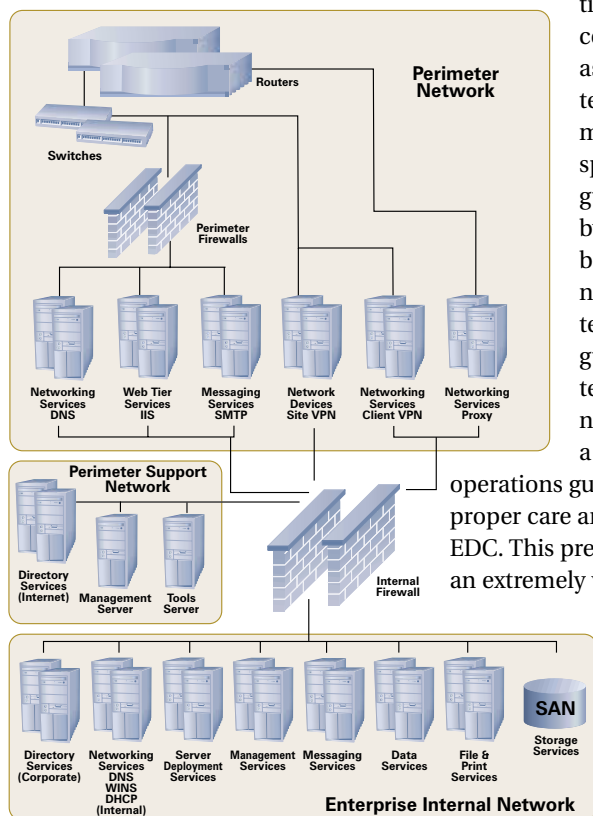 Perimeter
Network
Routers
Switches
Perimeter
Firewalls
Networking
Services
DNS
Web Tier
Services
IIS
Messaging
Services
SMTP
Network
Devices
Site VPN
Networking
Services
Client VPN
Networking
Services
Proxy
Perimeter Support
Network
Directory
Services
(Internet)
Management
Server
Tools
Server
Internal
Firewall
Directory
Services
(Corporate)
Networking
Services
DNS
WINS
DHCP
(Internal)
Server
Deployment
Services
Management
Services
Messaging
Services
Data
Services
File &
Print
Services
SAN
Storage
Services
Enterprise Internal Network
a
operations
proper care
EDC. This
an extremely